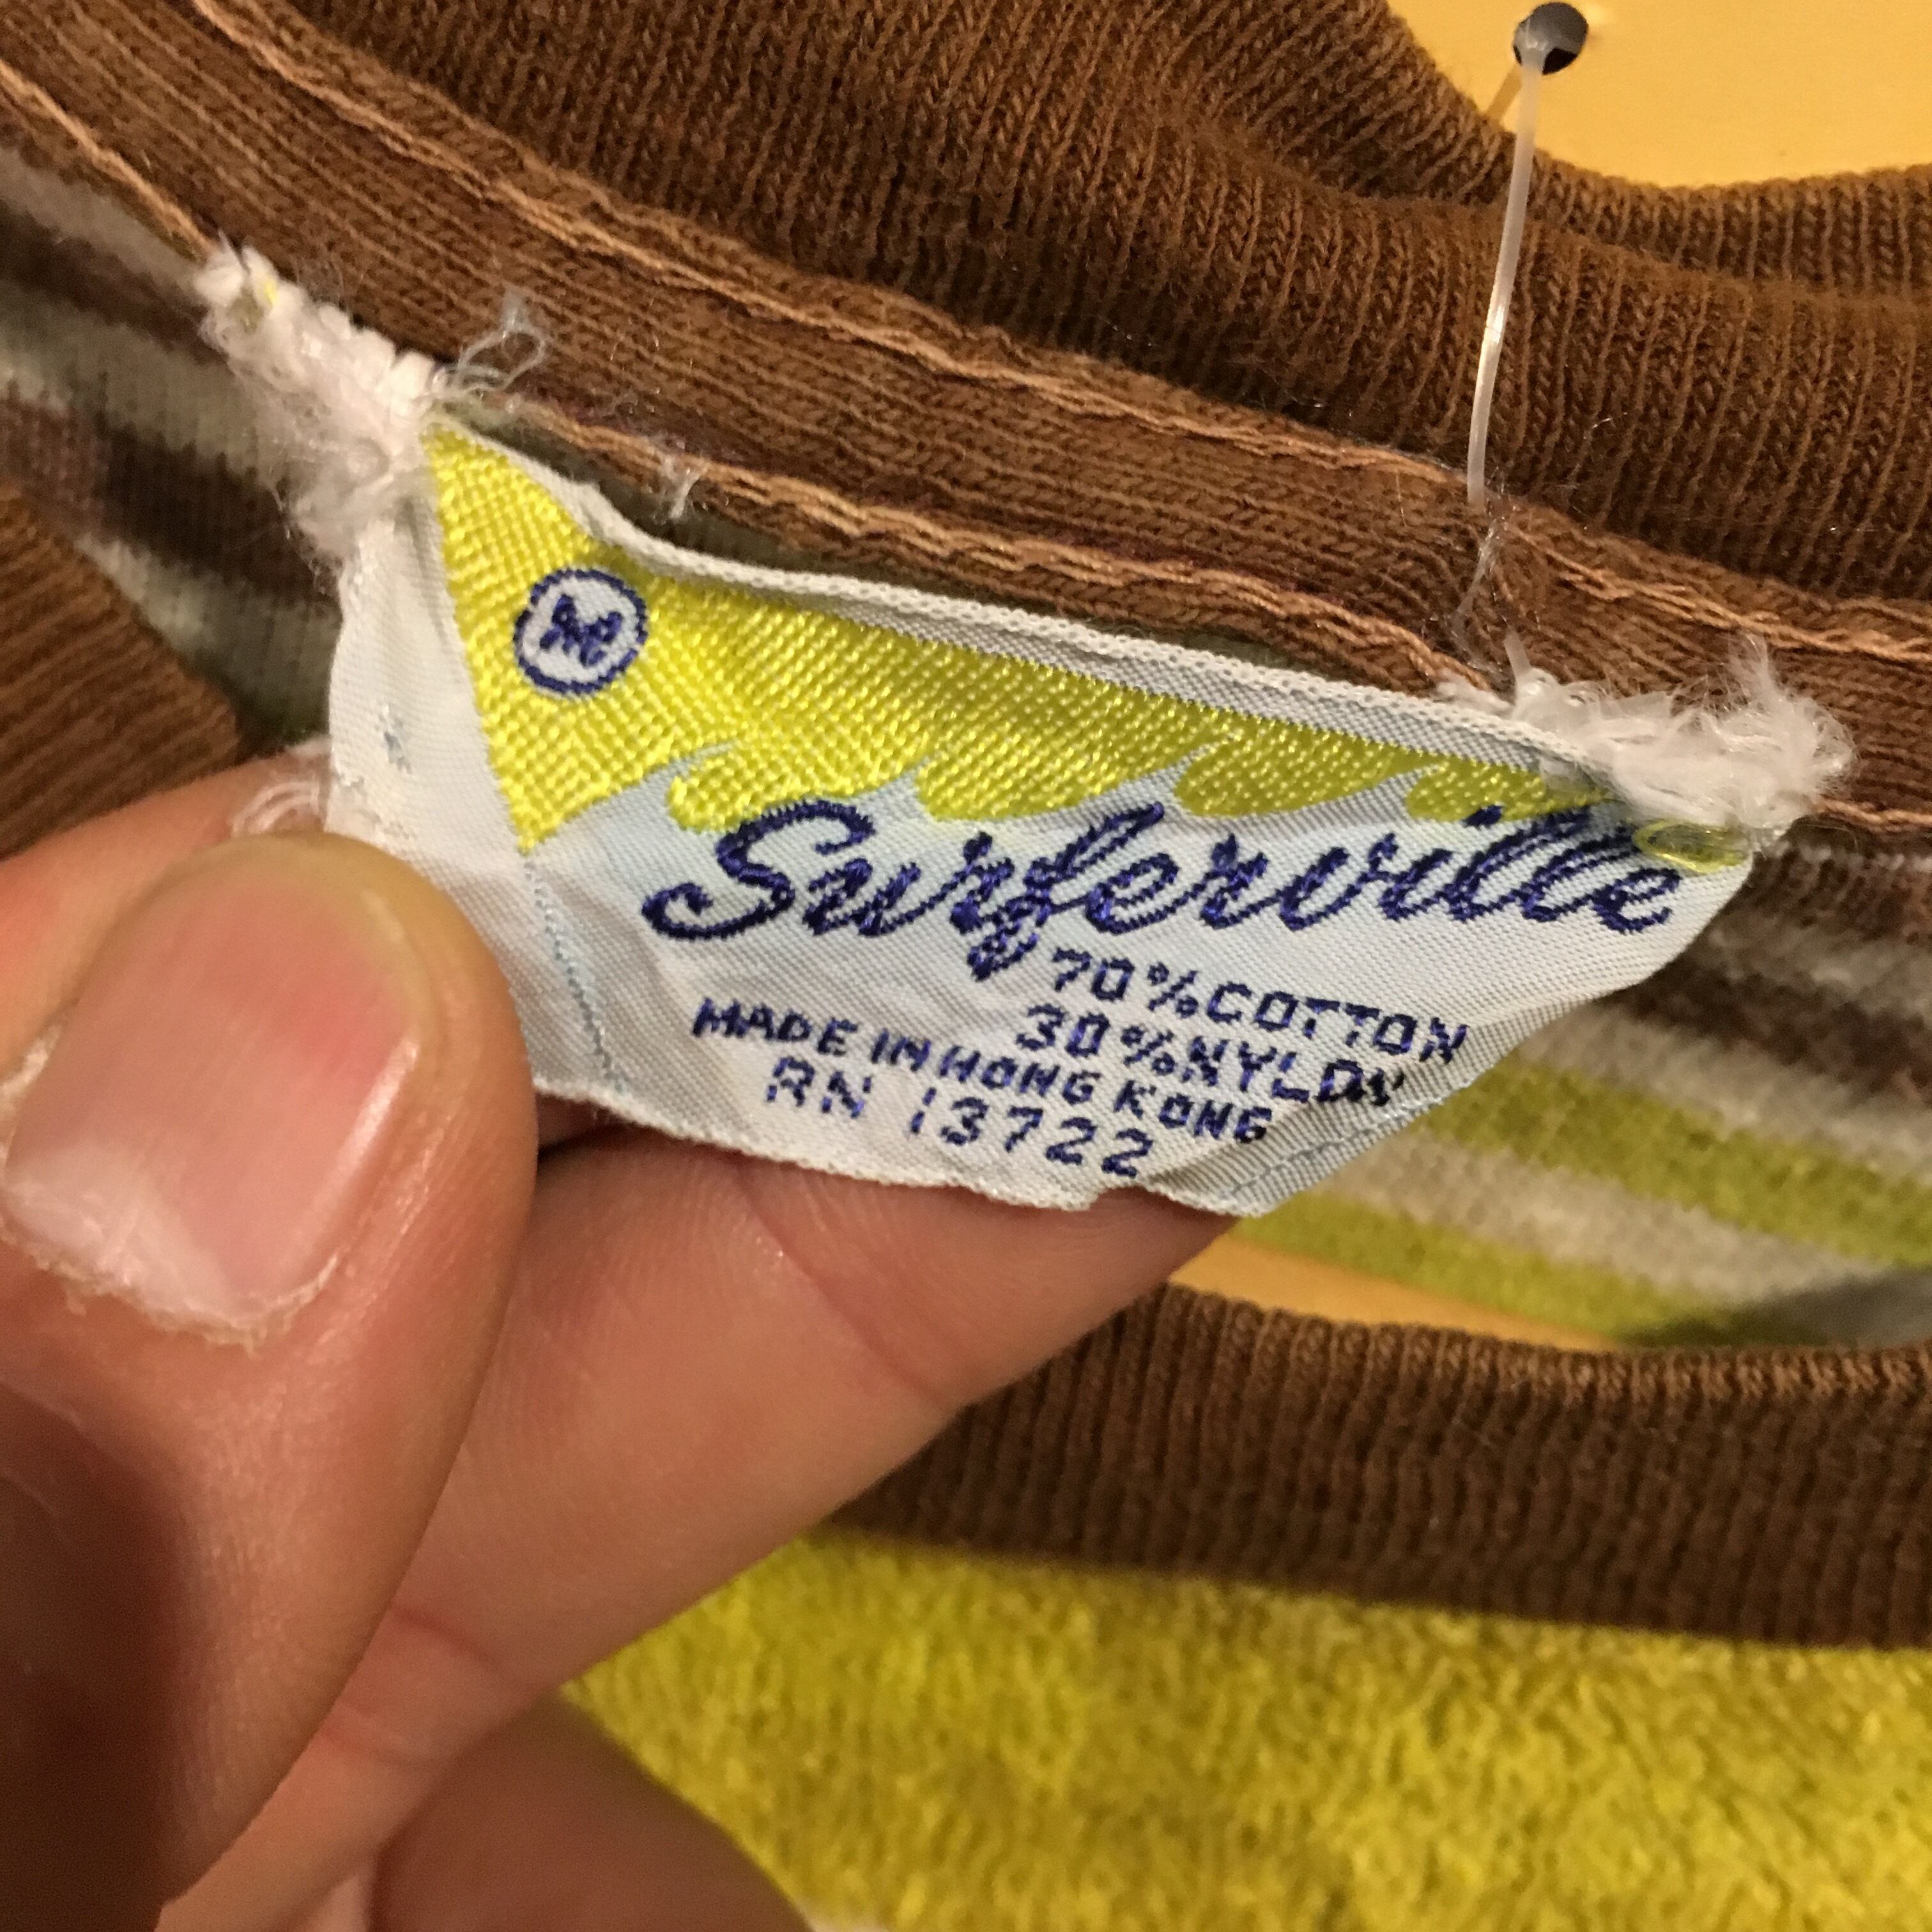 M
Surferville
70% COTTON
30% NYLON
MADE IN HONG KONG
RN 13722